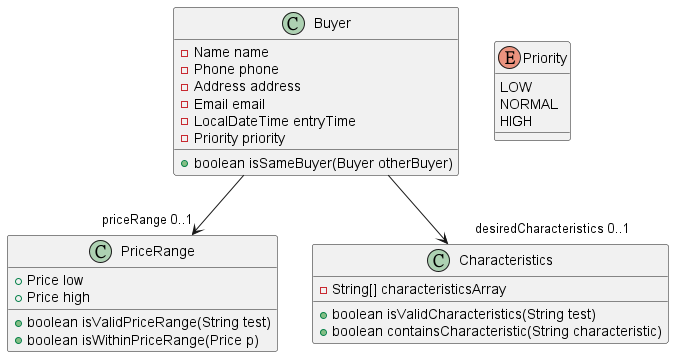 C Buyer
Name name
Phone phone
Address address
Email email
LocalDateTime entryTime
Priority priority
boolean isSameBuyer(Buyer otherBuyer)
E Priority
LOW
NORMAL
HIGH
priceRange 0..1
desiredCharacteristics 0..1
C PriceRange
Price low
Price high
boolean isValidPriceRange(String test)
boolean isWithinPriceRange(Price p)
C Characteristics
String[] characteristicsArray
boolean isValidCharacteristics(String test)
boolean containsCharacteristic(String characteristic)